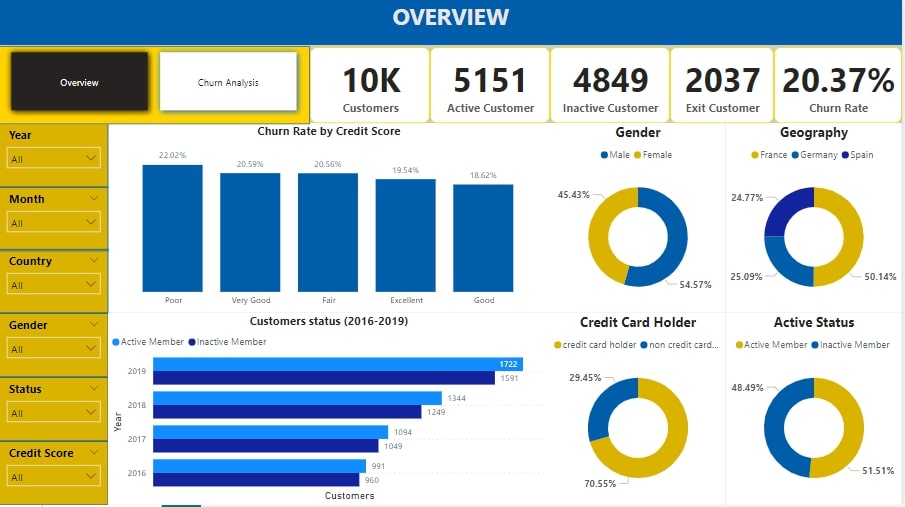 OVERVIEW
Overview
Churn Analysis
10K
Customers
5151
Active Customer
4849
Inactive Customer
2037
Exit Customer
20.37%
Churn Rate
Year
All
Month
All
Country
All
Gender
All
Status
All
Credit Score
All
Churn Rate by Credit Score
22.02%
20.59%
20.56%
19.54%
18.62%
Poor
Very Good
Fair
Excellent
Good
Gender
Male Female
45.43%
54.57%
Geography
France Germany Spain
24.77%
25.09%
50.14%
Customers status (2016-2019)
Active Member Inactive Member
Year
2019
1722
1591
2018
1344
1249
2017
1094
1049
2016
991
960
Customers
Credit Card Holder
credit card holder non credit card...
29.45%
70.55%
Active Status
Active Member Inactive Member
48.49%
51.51%